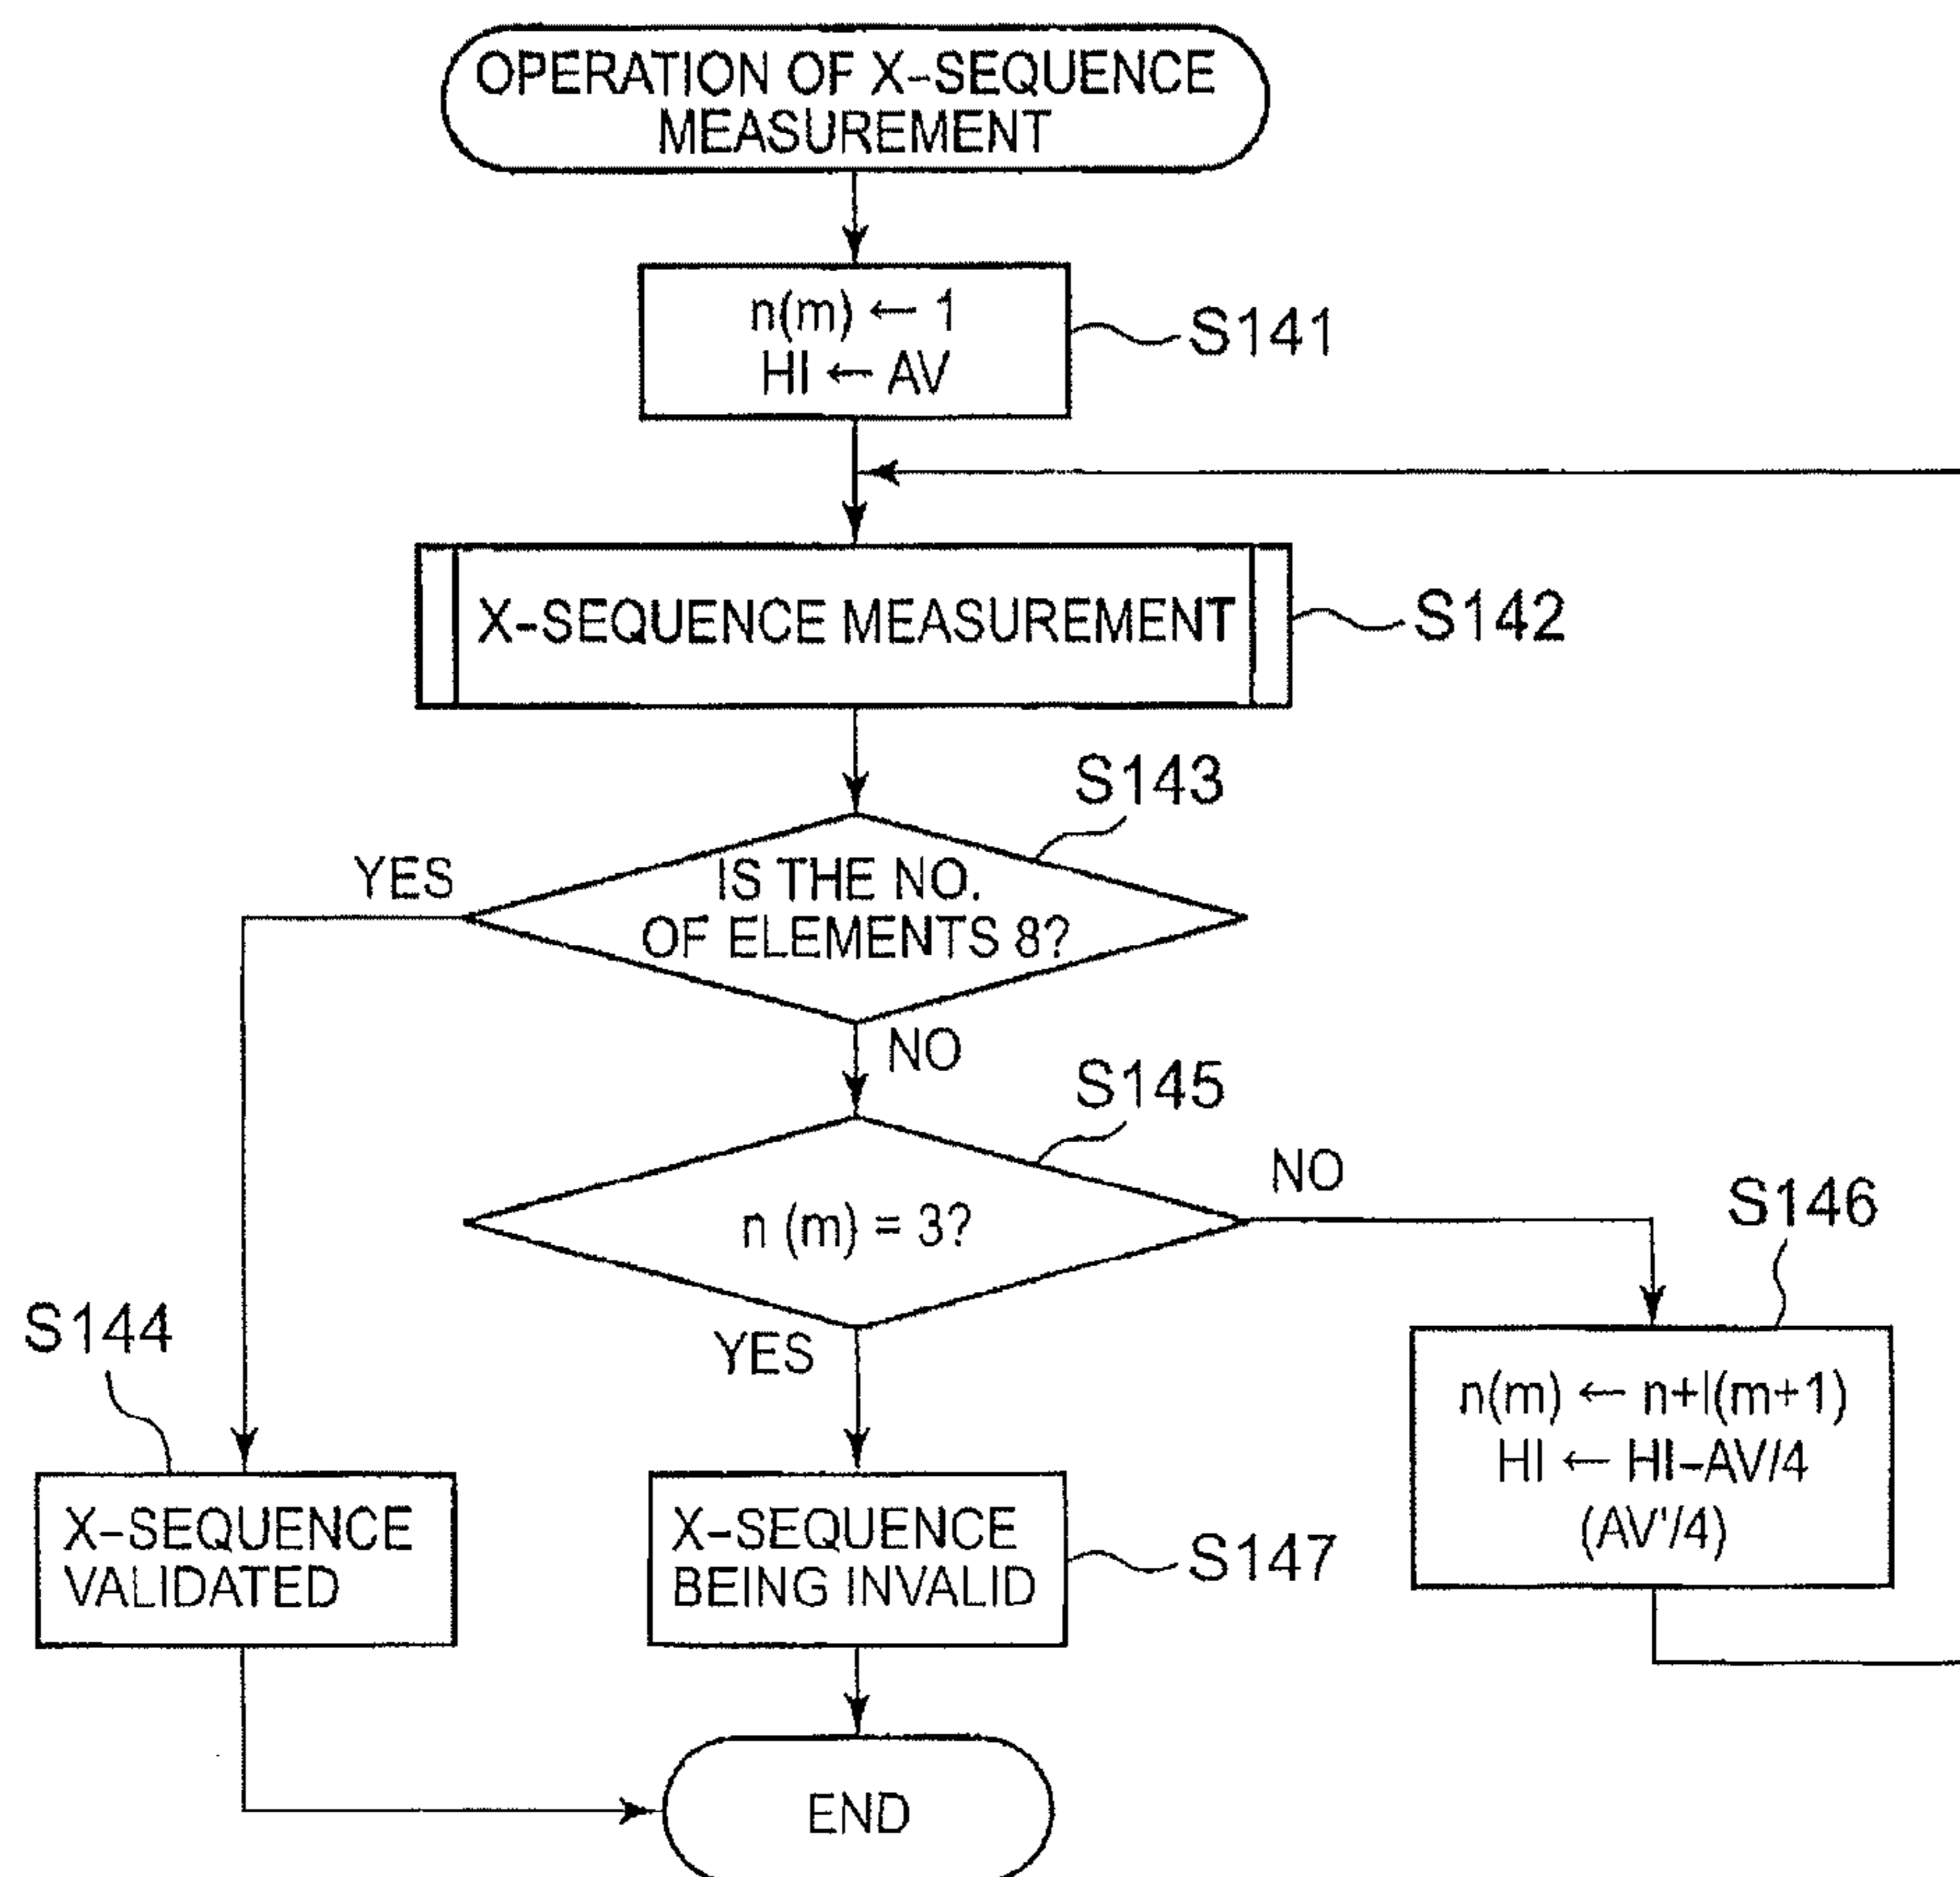 OPERATION OF X-SEQUENCE
MEASUREMENT
n(m) ← 1
HI ← AV
S141
X-SEQUENCE MEASUREMENT
S142
S143
IS THE NO.
OF ELEMENTS 8?
YES
NO
S145
n (m) = 3?
NO
YES
S146
n(m) ← n+l(m+1)
HI ← HI-AV/4
(AV'/4)
S144
X-SEQUENCE
VALIDATED
X-SEQUENCE
BEING INVALID
S147
END